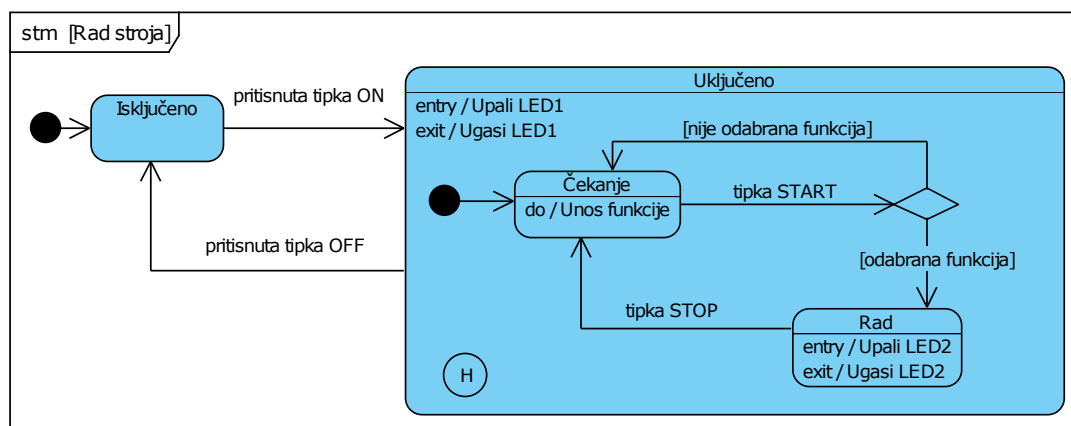 stm [Rad stroja]
Isključeno
pritisnuta tipka ON
Uključeno
entry / Upali LED1
exit / Ugasi LED1
[nije odabrana funkcija]
Čekanje
do / Unos funkcije
tipka START
pritisnuta tipka OFF
[odabrana funkcija]
tipka STOP
Rad
entry / Upali LED2
exit / Ugasi LED2
H